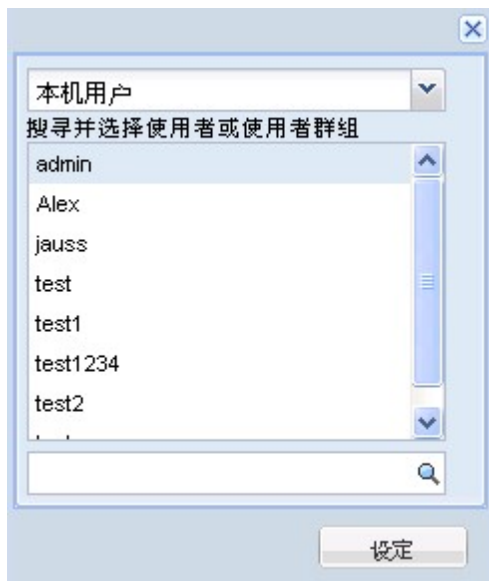 本机用户
搜寻并选择使用者或使用者群组
admin
Alex
jauss
test
test1
test1234
test2
设定